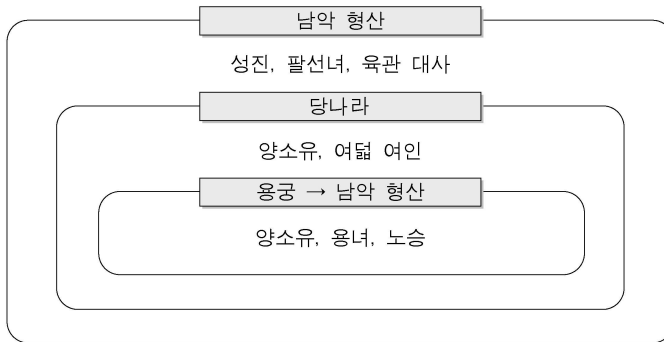 남악 형산
성진, 팔선녀, 육관 대사
당나라
양소유, 여덟 여인
용궁 → 남악 형산
양소유, 용녀, 노승